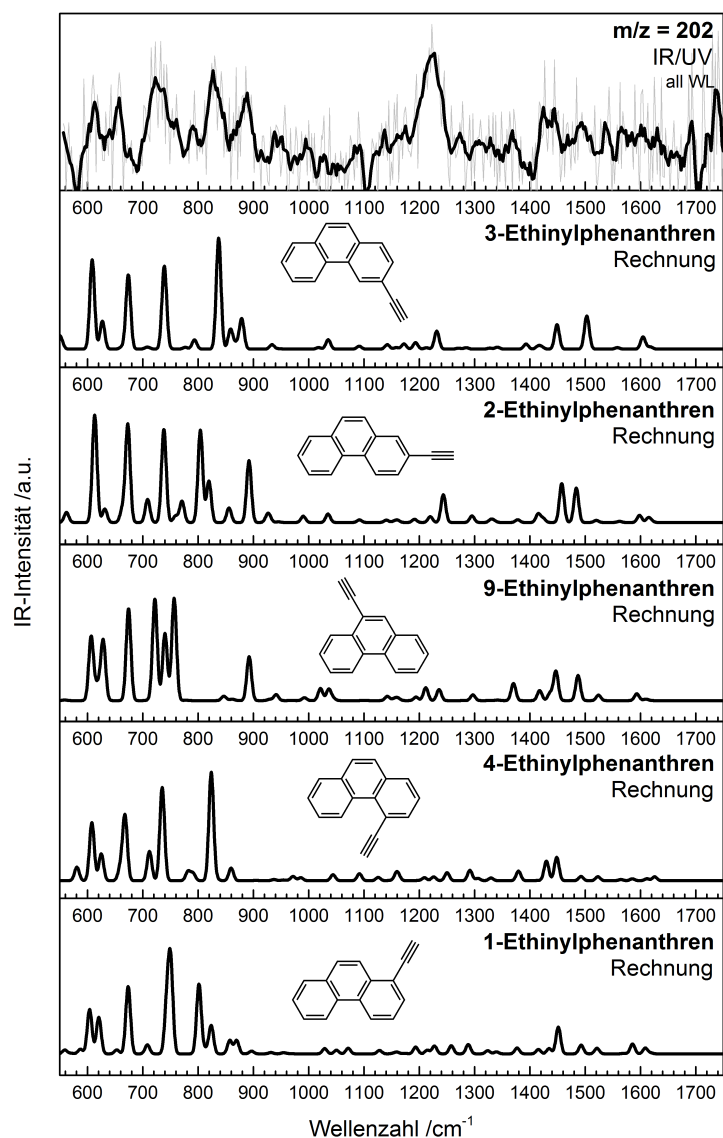 m/z = 202
IR/UV
all WL
600 700 800 900 1000 1100 1200 1300 1400 1500 1600 1700
3-Ethinylphenanthren
Rechnung
600 700 800 900 1000 1100 1200 1300 1400 1500 1600 1700
2-Ethinylphenanthren
Rechnung
600 700 800 900 1000 1100 1200 1300 1400 1500 1600 1700
9-Ethinylphenanthren
Rechnung
600 700 800 900 1000 1100 1200 1300 1400 1500 1600 1700
4-Ethinylphenanthren
Rechnung
600 700 800 900 1000 1100 1200 1300 1400 1500 1600 1700
1-Ethinylphenanthren
Rechnung
600 700 800 900 1000 1100 1200 1300 1400 1500 1600 1700
Wellenzahl /cm⁻¹
IR-Intensität /a.u.